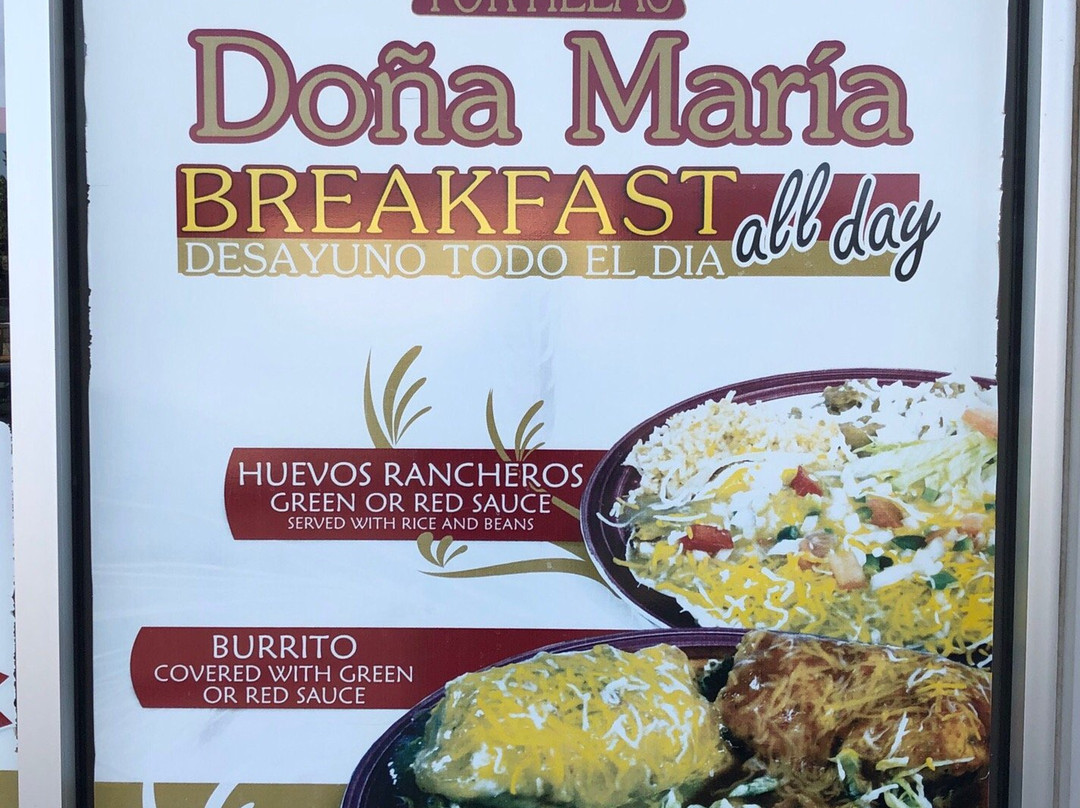 TORTILLAS
Doña María
BREAKFAST all day
DESAYUNO TODO EL DIA
HUEVOS RANCHEROS
GREEN OR RED SAUCE
SERVED WITH RICE AND BEANS
BURRITO
COVERED WITH GREEN
OR RED SAUCE